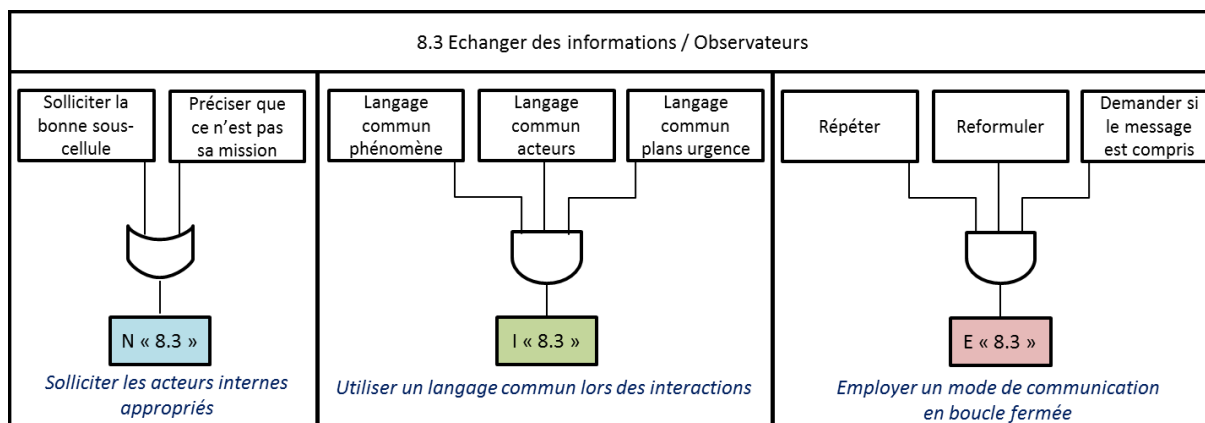 8.3 Echanger des informations / Observateurs
Solliciter la
bonne sous-
cellule
Préciser que
ce n’est pas
sa mission
N « 8.3 »
Solliciter les acteurs internes
appropriés
Langage
commun
phénomène
Langage
commun
acteurs
Langage
commun
plans urgence
I « 8.3 »
Utiliser un langage commun lors des interactions
Répéter
Reformuler
Demander si
le message
est compris
E « 8.3 »
Employer un mode de communication
en boucle fermée